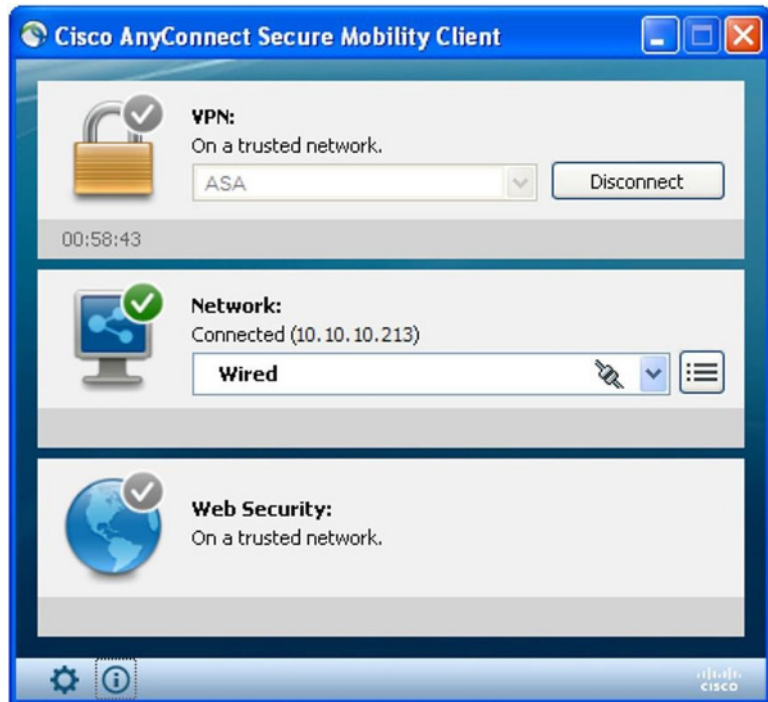 Cisco AnyConnect Secure Mobility Client
VPN:
On a trusted network.
ASA
Disconnect
00:58:43
Network:
Connected (10.10.10.213)
Wired
Web Security:
On a trusted network.
CISCO